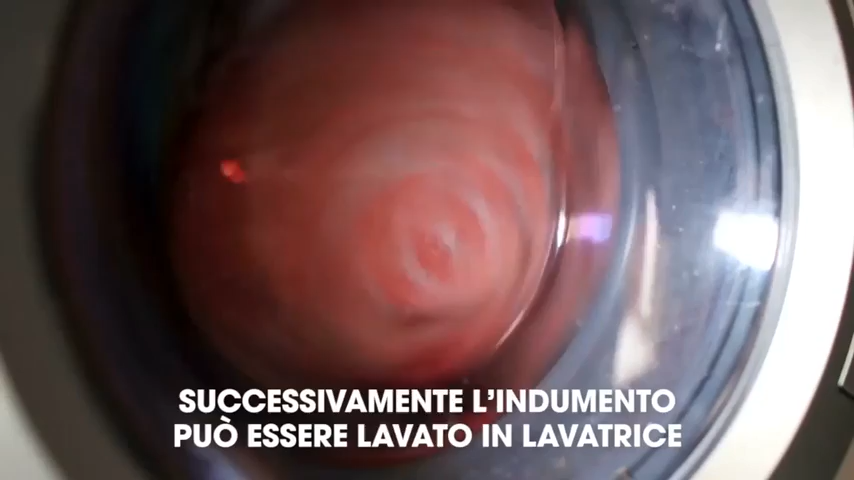 SUCCESSIVAMENTE L'INDUMENTO
PUÒ ESSERE LAVATO IN LAVATRICE